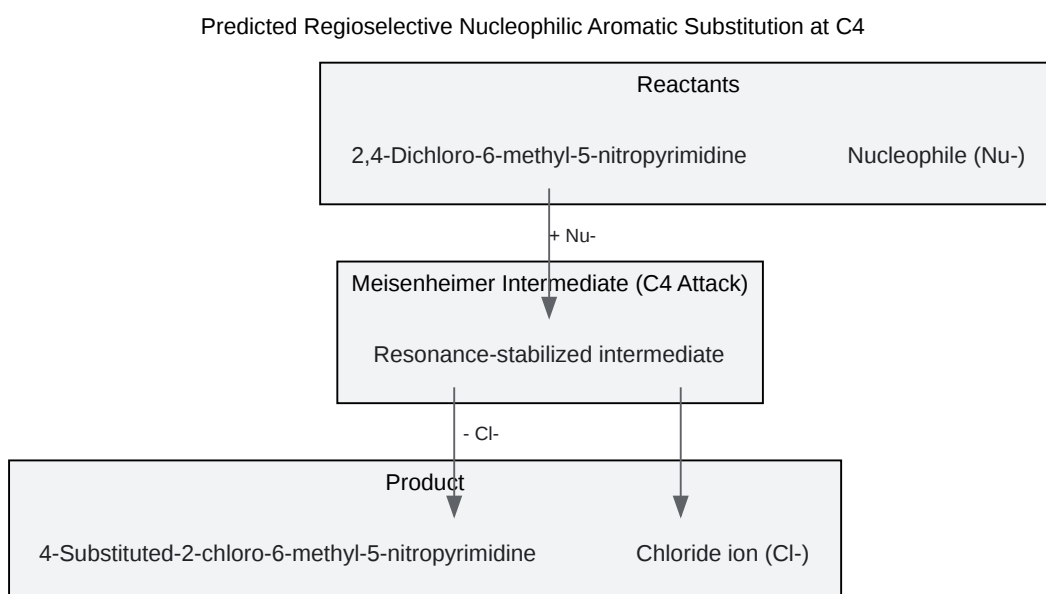 Predicted Regioselective Nucleophilic Aromatic Substitution at C4
Reactants
2,4-Dichloro-6-methyl-5-nitropyrimidine
Nucleophile (Nu-)
+ Nu-
Meisenheimer Intermediate (C4 Attack)
Resonance-stabilized intermediate
- Cl-
Product
4-Substituted-2-chloro-6-methyl-5-nitropyrimidine
Chloride ion (Cl-)